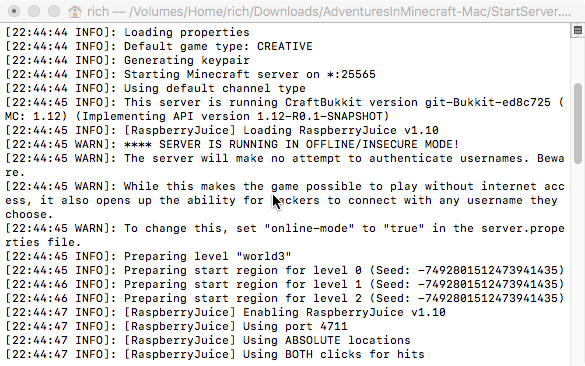 rich — /Volumes/Home/rich/Downloads/AdventuresInMinecraft-Mac/StartServer....
[22:44:44 INFO]: Loading properties
[22:44:44 INFO]: Default game type: CREATIVE
[22:44:44 INFO]: Generating keypair
[22:44:44 INFO]: Starting Minecraft server on *:25565
[22:44:45 INFO]: Using default channel type
[22:44:45 INFO]: This server is running CraftBukkit version git-Bukkit-ed8c725 (
MC: 1.12) (Implementing API version 1.12-R0.1-SNAPSHOT)
[22:44:45 INFO]: [RaspberryJuice] Loading RaspberryJuice v1.10
[22:44:45 WARN]: **** SERVER IS RUNNING IN OFFLINE/INSECURE MODE!
[22:44:45 WARN]: The server will make no attempt to authenticate usernames. Bewa
re.
[22:44:45 WARN]: While this makes the game possible to play without internet acc
ess, it also opens up the ability for hackers to connect with any username they
choose.
[22:44:45 WARN]: To change this, set "online-mode" to "true" in the server.prope
rties file.
[22:44:45 INFO]: Preparing level "world3"
[22:44:45 INFO]: Preparing start region for level 0 (Seed: -7492801512473941435)
[22:44:46 INFO]: Preparing start region for level 1 (Seed: -7492801512473941435)
[22:44:46 INFO]: Preparing start region for level 2 (Seed: -7492801512473941435)
[22:44:47 INFO]: [RaspberryJuice] Enabling RaspberryJuice v1.10
[22:44:47 INFO]: [RaspberryJuice] Using port 4711
[22:44:47 INFO]: [RaspberryJuice] Using ABSOLUTE locations
[22:44:47 INFO]: [RaspberryJuice] Using BOTH clicks for hits